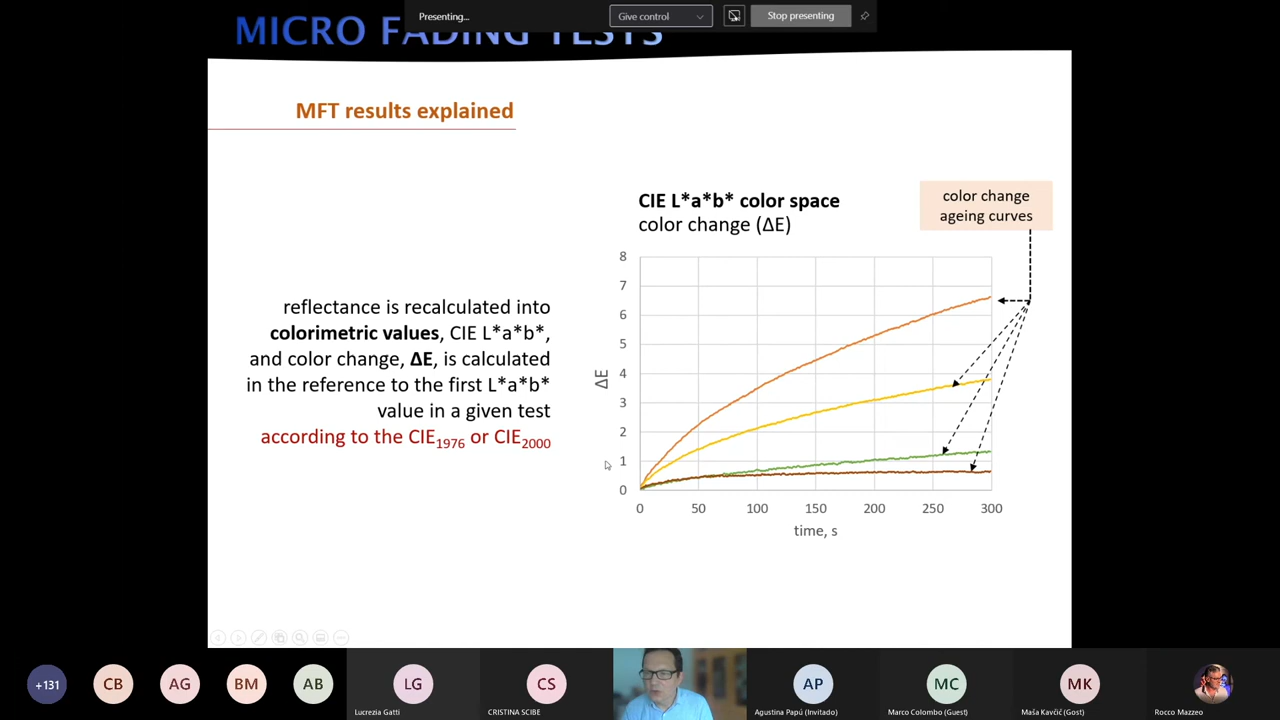 Presenting...
Give control
Stop presenting
MICRO FADING TESTS
MFT results explained
CIE L*a*b* color space
color change (ΔE)
color change
ageing curves
reflectance is recalculated into
colorimetric values, CIE L*a*b*,
and color change, ΔE, is calculated
in the reference to the first L*a*b*
value in a given test
according to the CIE1976 or CIE2000
ΔE
8
7
6
5
4
3
2
1
0
0 50 100 150 200 250 300
time, s
+131
CB
AG
BM
AB
LG
CS
AP
MC
MK
Lucrezia Gatti
CRISTINA SCIBE
Agustina Papú (Invitado)
Marco Colombo (Guest)
Maša Kavčič (Gost)
Rocco Mazzeo